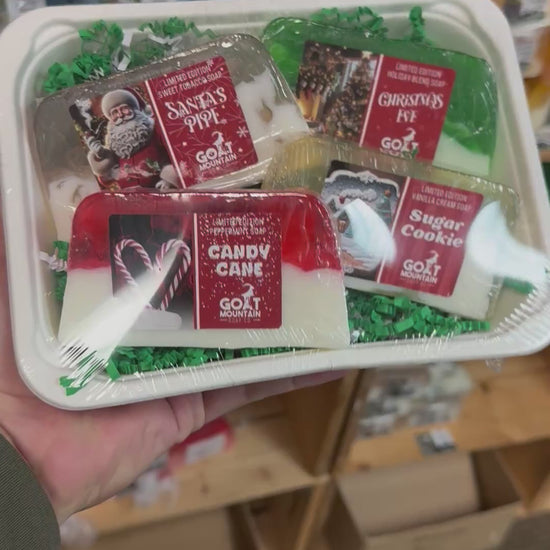 LIMITED EDITION
SWEET TOBACCO SOAP
SANTA'S
PIPE
GOAT
MOUNTAIN
LIMITED EDITION
HOLIDAY BLEND SOAP
CHRISTMAS
EVE
GOAT
LIMITED EDITION
PEPPERMINT SOAP
CANDY
CANE
GOAT
MOUNTAIN
SOAP CO
LIMITED EDITION
VANILLA CREAM SOAP
Sugar
Cookie
GOAT
MOUNTAIN